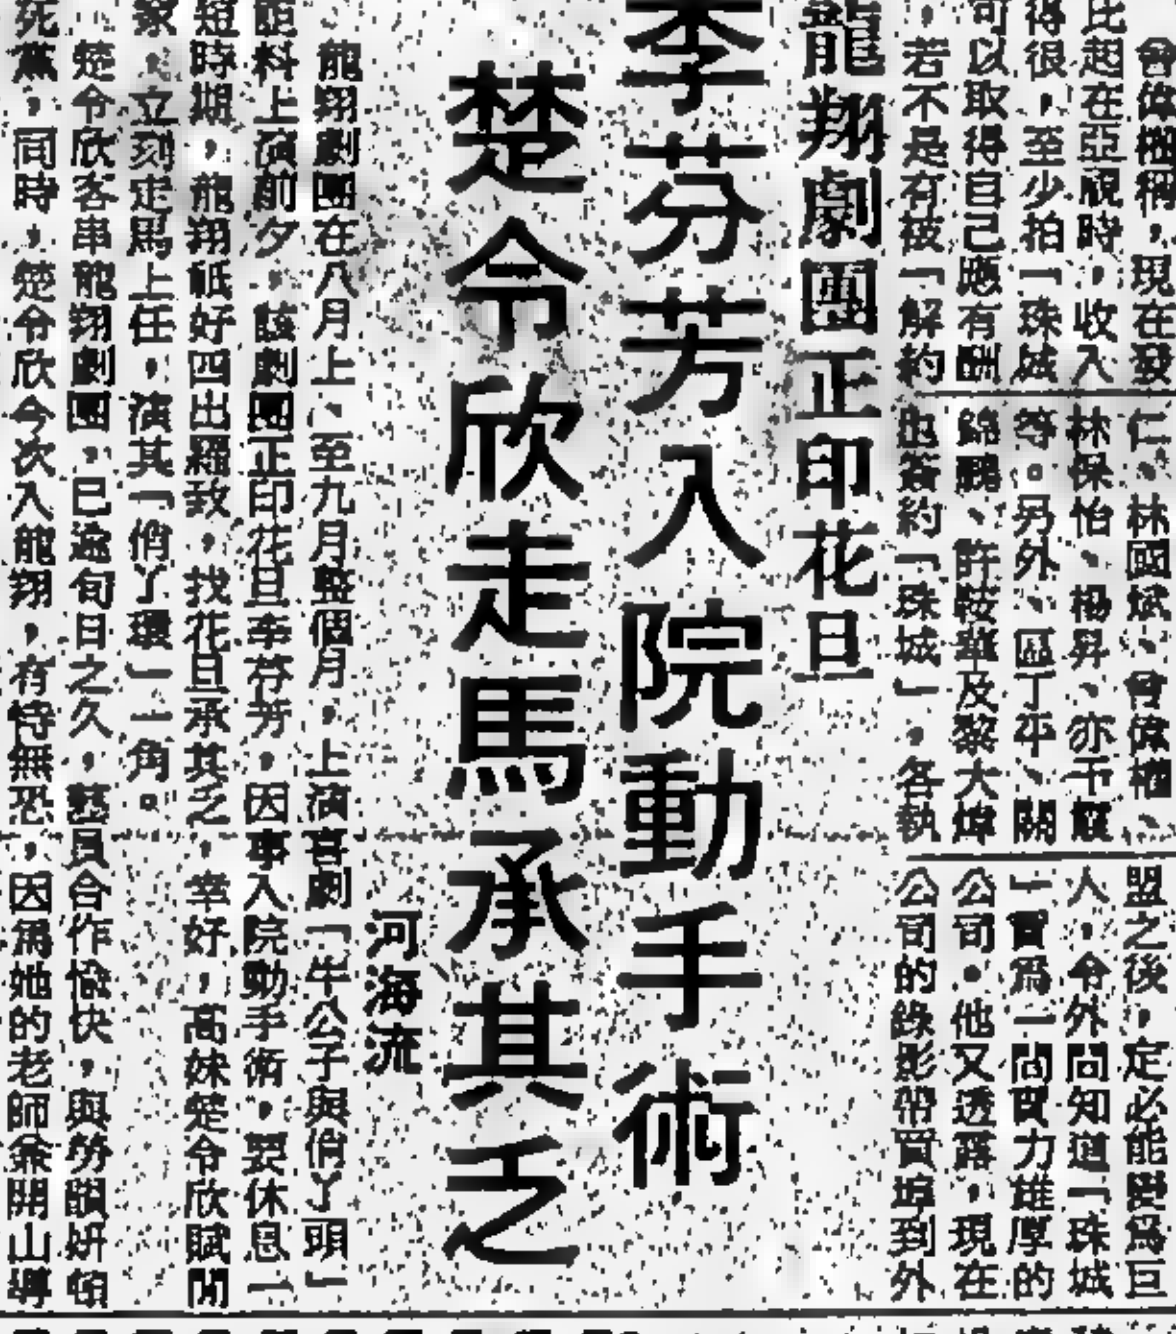 會偉權稱，現在發
比起在亞視時，收入
得很，至少拍「珠城
可以取得自己應有酬
，若不是有被「解約
仁、林國斌、曾偉權、
林保怡、楊昇、亦干
等。另外、區丁平、關
錦鵬、許鞍華及黎大煒
也簽約「珠城」，各執
盟之後，定必能變爲巨
人，令外間知道「珠城
」實爲一間實力雄厚的
公司。他又透露，現在
公司的錄影帶買埠到外
龍翔劇團正印花旦
李芬芳入院動手術
楚令欣走馬承其乏
河海流
龍翔劇團在八月上、至九月整個月，上演喜劇「牛公子與俏丫頭」
詎料上演前夕，該劇團正印花旦李芬芳，因事入院動手術，要休息一
短時期，龍翔祇好四出羅致，找花旦承其乏，幸好，高妹楚令欣賦閒
家，立刻走馬上任，演其「俏丫環」一角。
楚令欣客串龍翔劇團，已逾旬日之久，藝員合作愉快，與勞韻妍頓
死黨，同時，楚令欣今次入龍翔，有恃無恐，因爲她的老師兼開山導